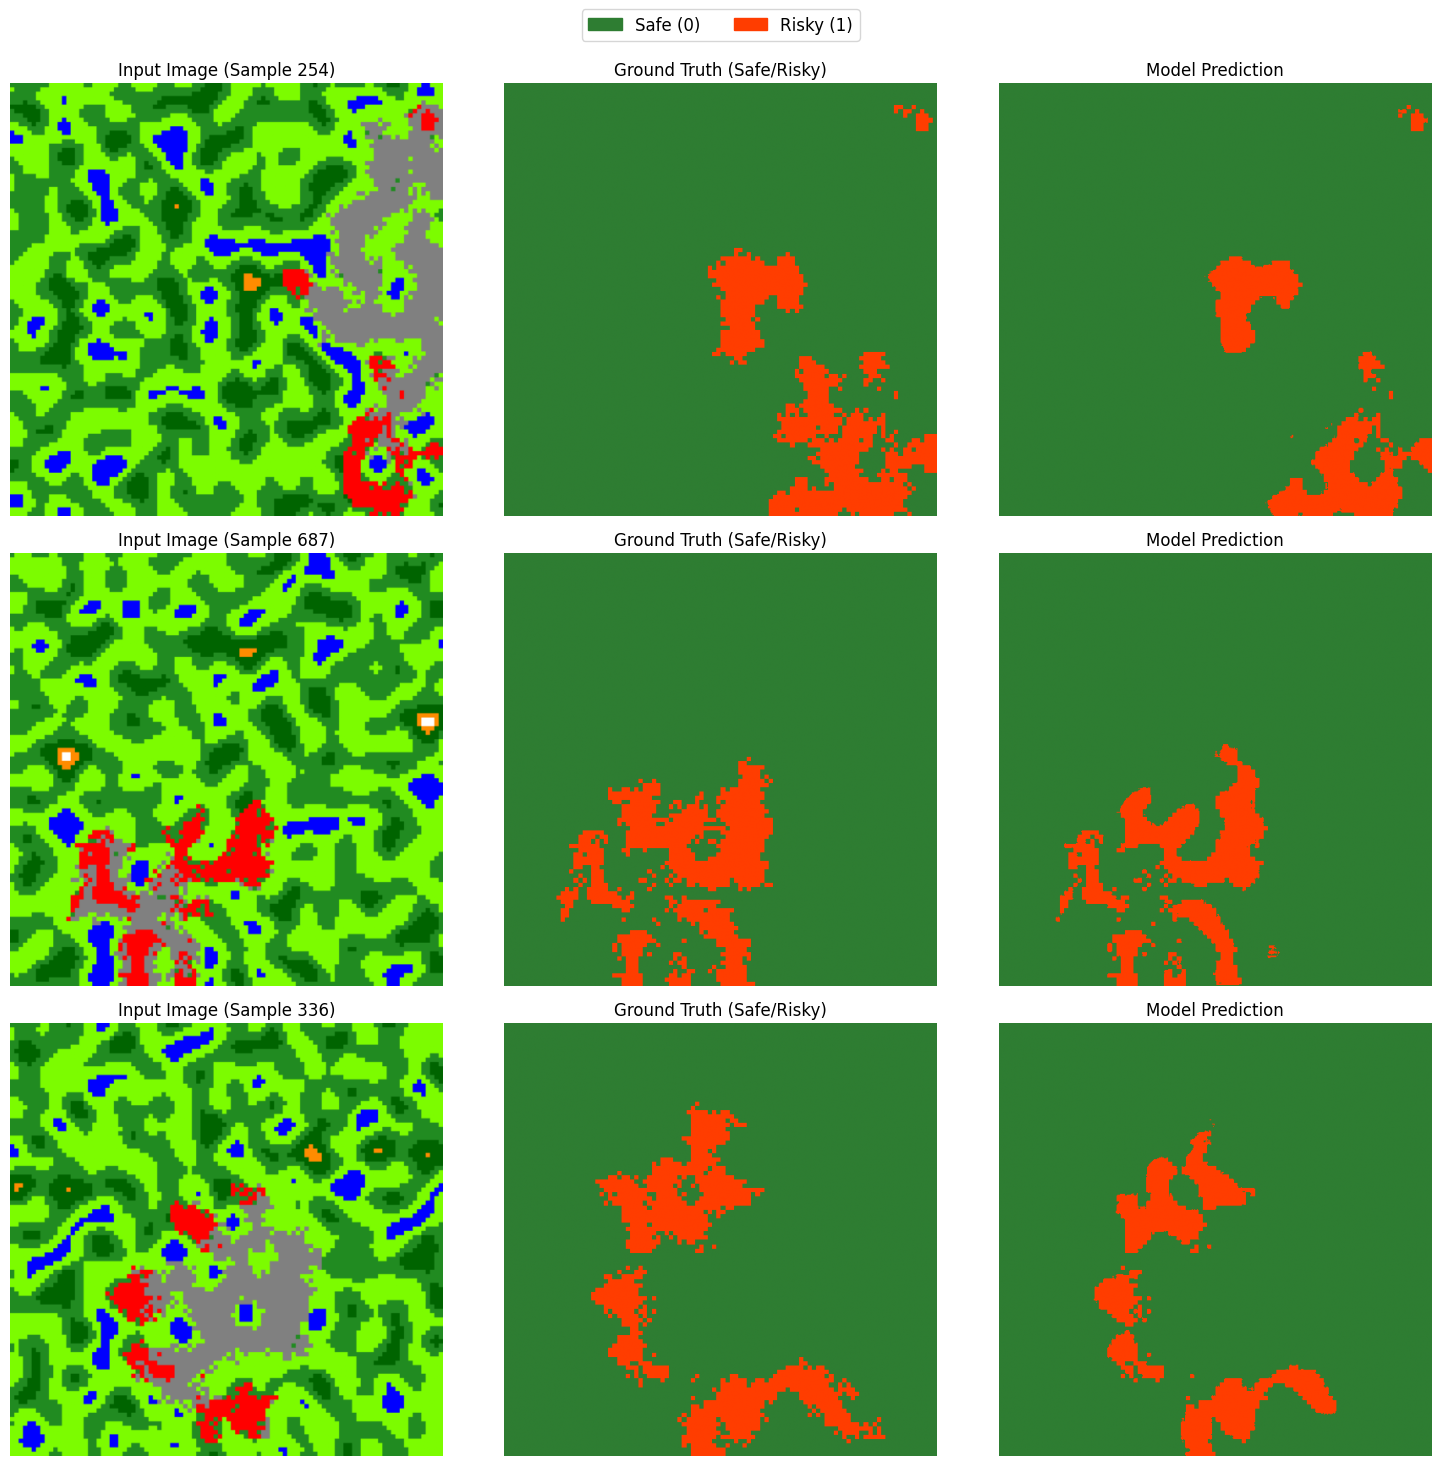 Safe (0) Risky (1)
Input Image (Sample 254) Ground Truth (Safe/Risky) Model Prediction
Input Image (Sample 687) Ground Truth (Safe/Risky) Model Prediction
Input Image (Sample 336) Ground Truth (Safe/Risky) Model Prediction